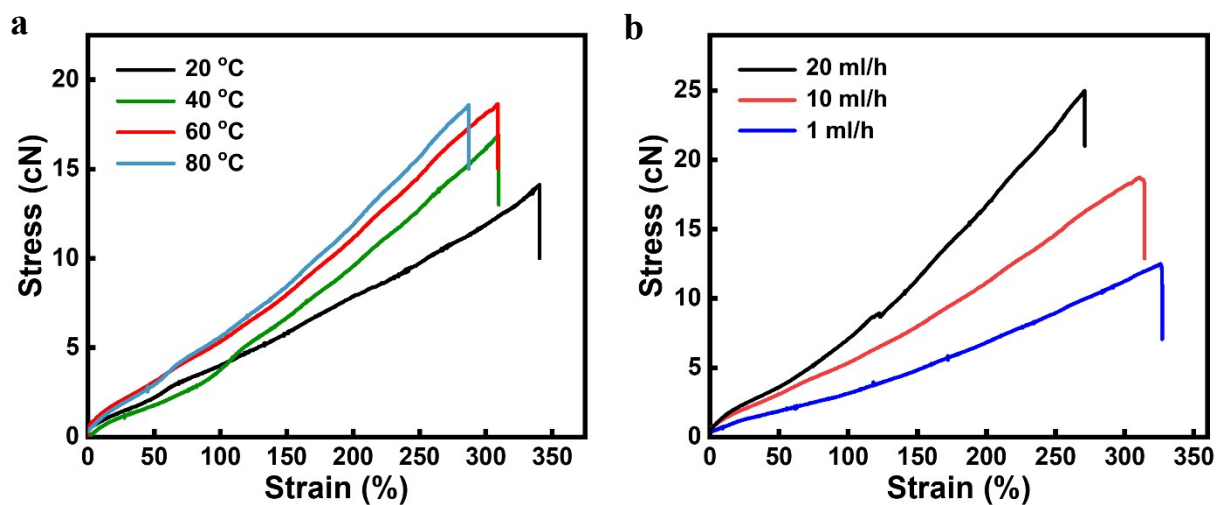 a
20 °C
40 °C
60 °C
80 °C
20
15
10
5
0
Stress (cN)
0 50 100 150 200 250 300 350
Strain (%)
b
20 ml/h
10 ml/h
1 ml/h
25
20
15
10
5
0
Stress (cN)
0 50 100 150 200 250 300 350
Strain (%)